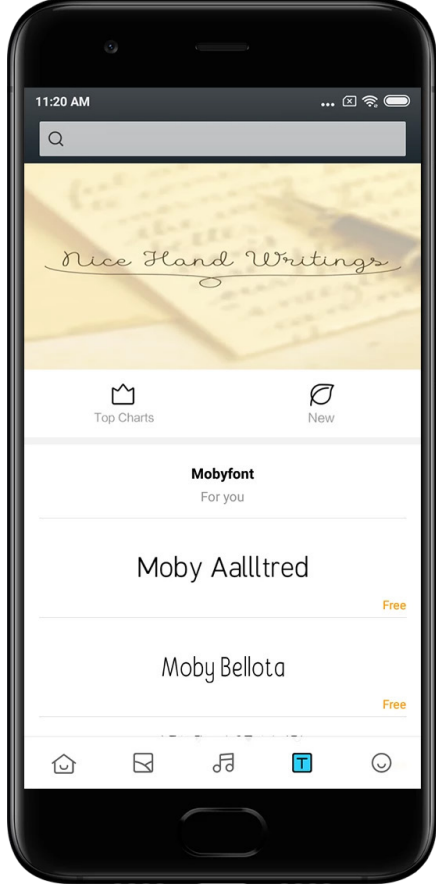 11:20 AM
Nice Hand Writings
Top Charts
New
Mobyfont
For you
Moby Aallltred
Free
Moby Bellota
Free
T